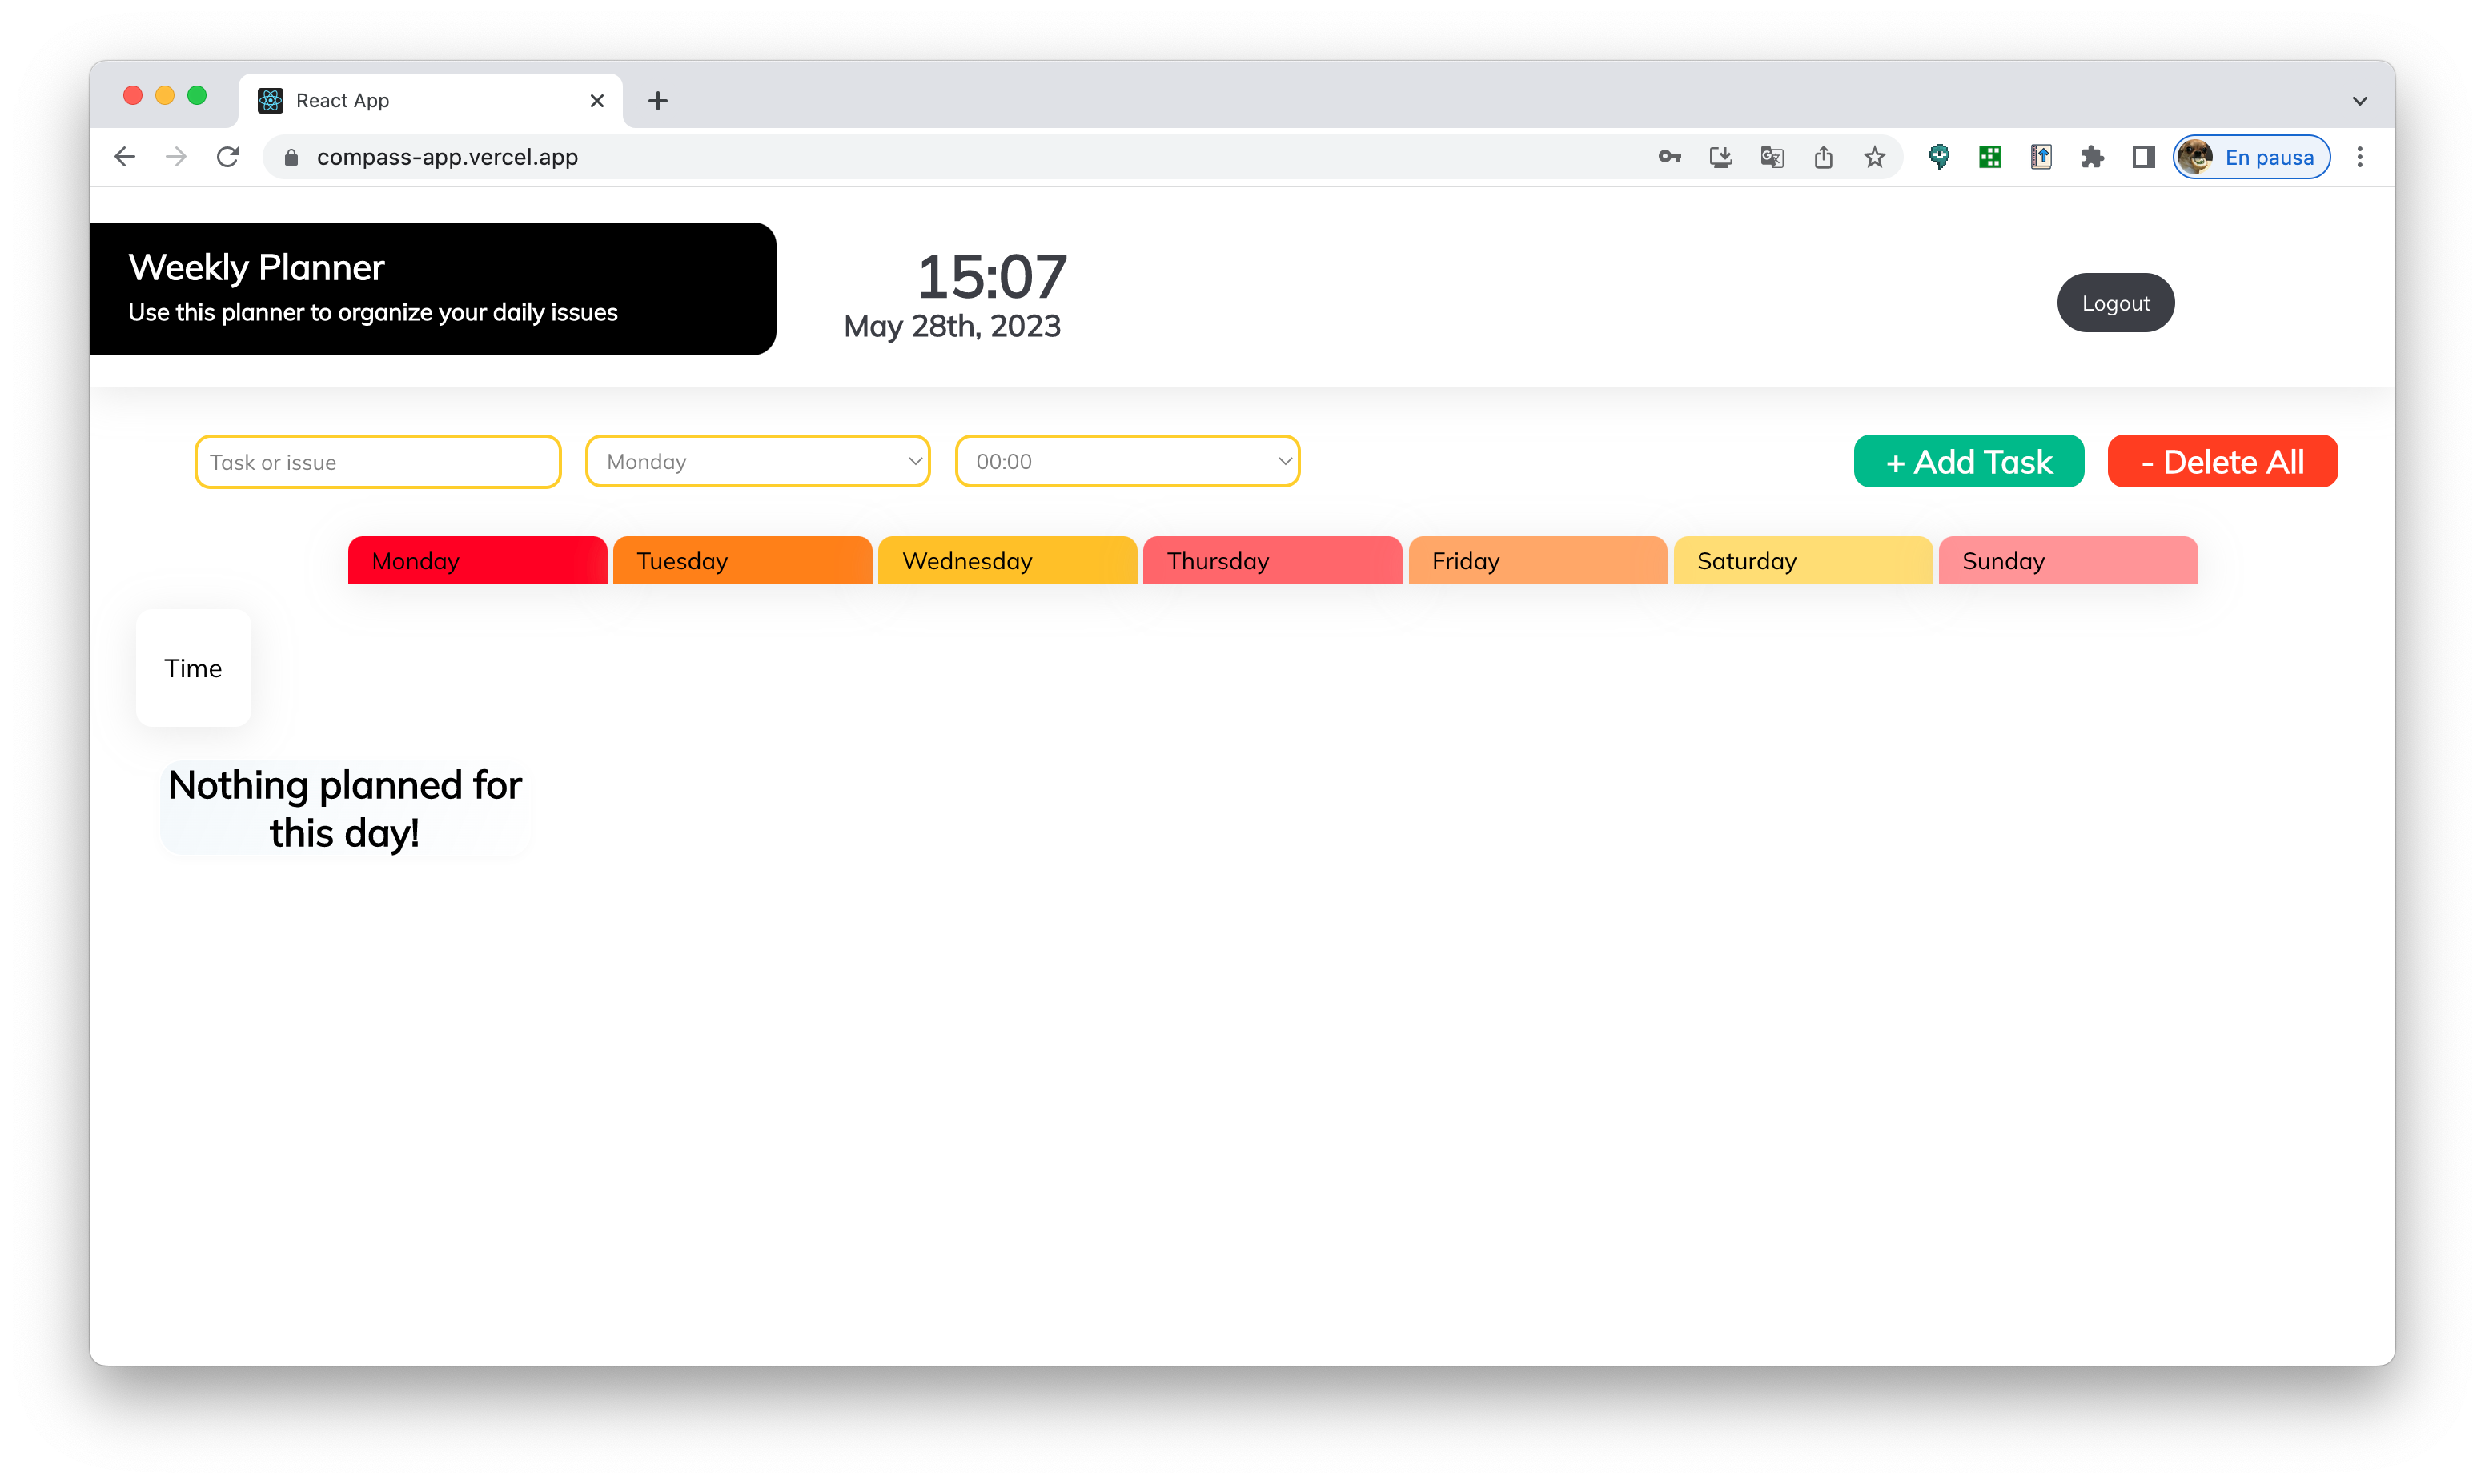 React App
compass-app.vercel.app
En pausa
Weekly Planner
Use this planner to organize your daily issues
15:07
May 28th, 2023
Logout
Task or issue
Monday
00:00
+ Add Task
- Delete All
Monday
Tuesday
Wednesday
Thursday
Friday
Saturday
Sunday
Time
Nothing planned for
this day!